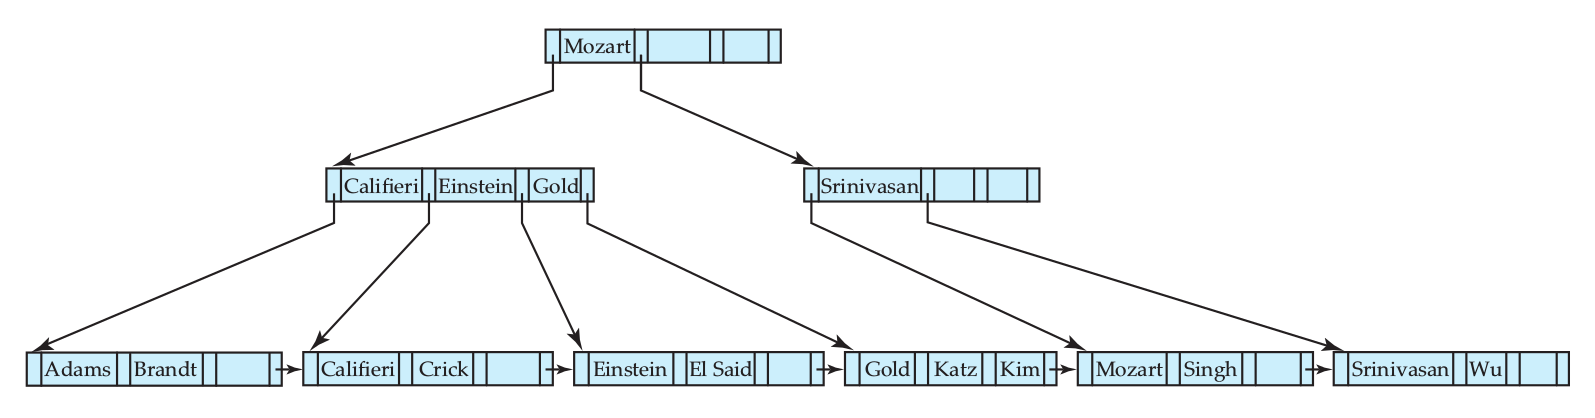 Mozart
Califieri Einstein Gold
Srinivasan
Adams Brandt
Califieri Crick
Einstein El Said
Gold Katz Kim
Mozart Singh
Srinivasan Wu